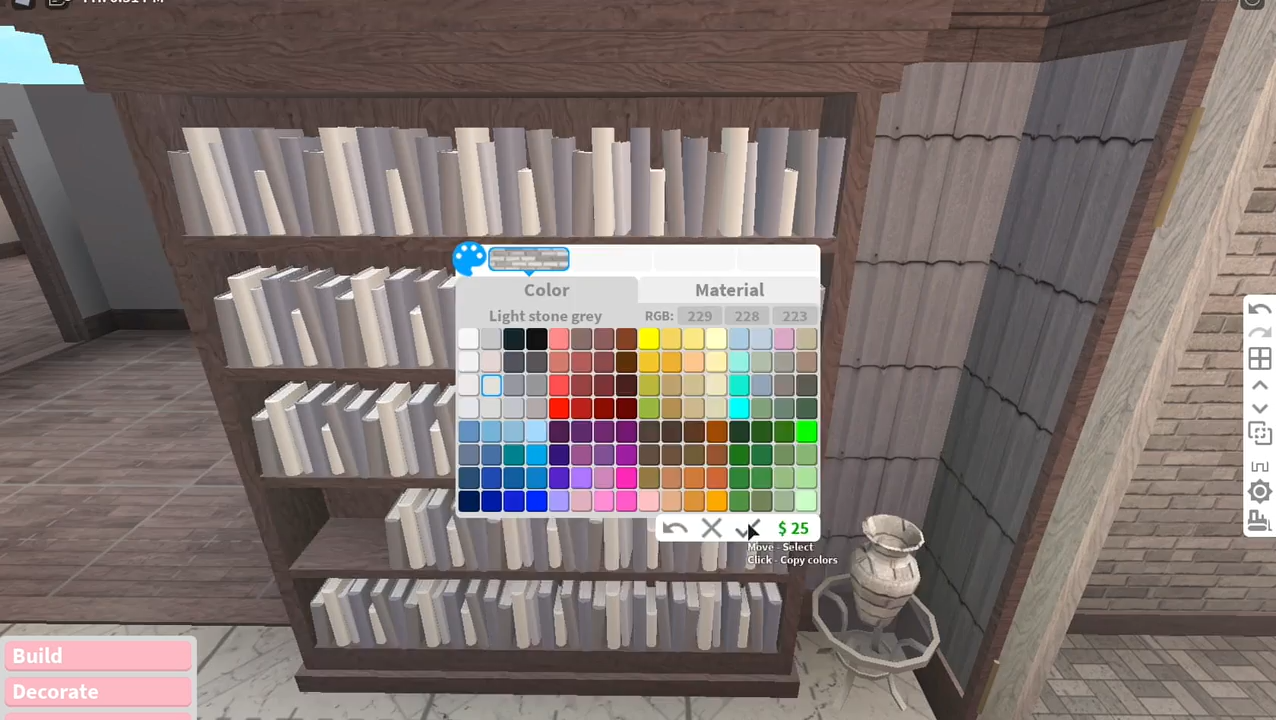 Color
Material
Light stone grey
RGB: 229 228 223
$ 25
Move - Select
Click - Copy colors
Build
Decorate